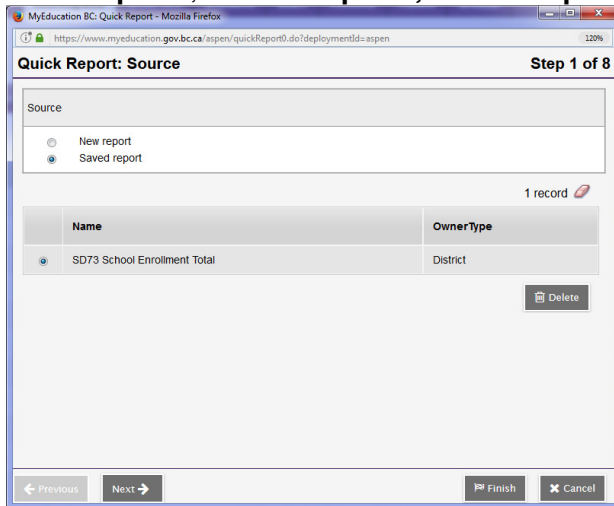 MyEducation BC: Quick Report - Mozilla Firefox
https://www.myeducation.gov.bc.ca/aspen/quickReport0.do?deploymentId=aspen 120%
Quick Report: Source Step 1 of 8
Source
New report
Saved report
1 record
Name OwnerType
SD73 School Enrollment Total District
Delete
Previous Next Finish Cancel